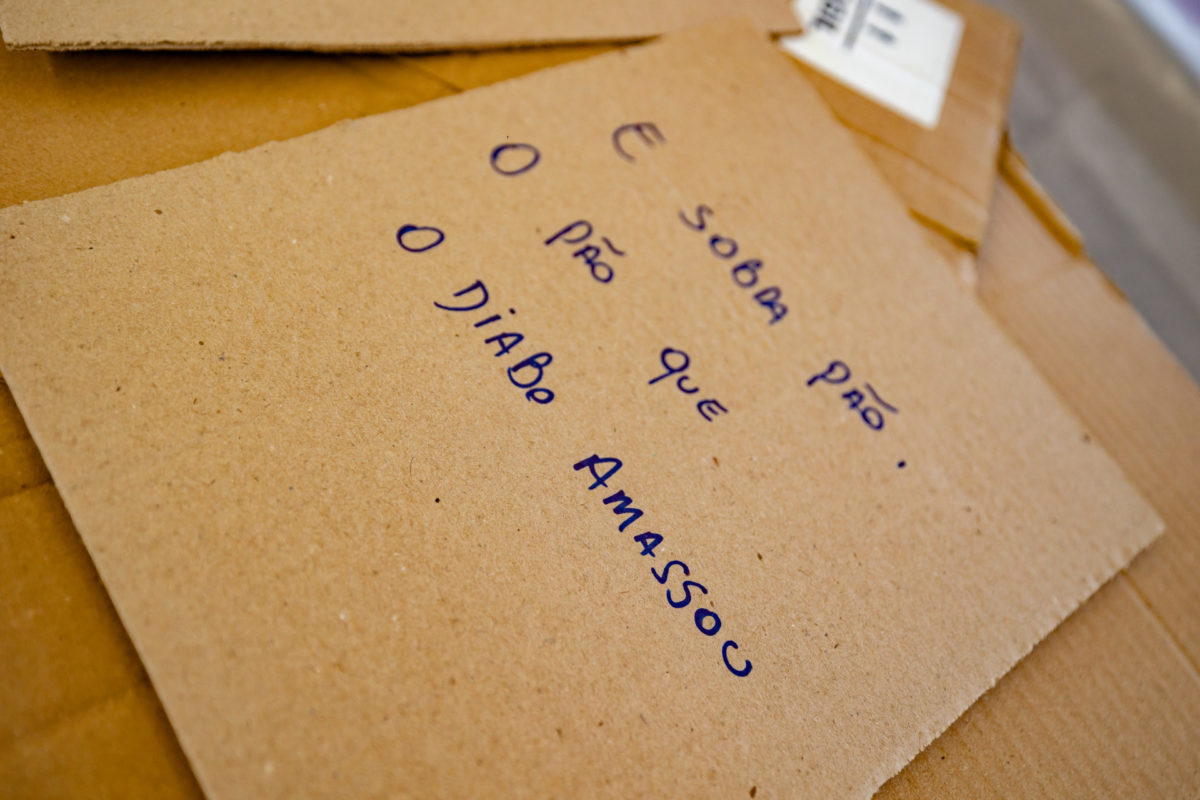 E SOBRA PÃO.
O PÃO QUE
O DIABO AMASSOU